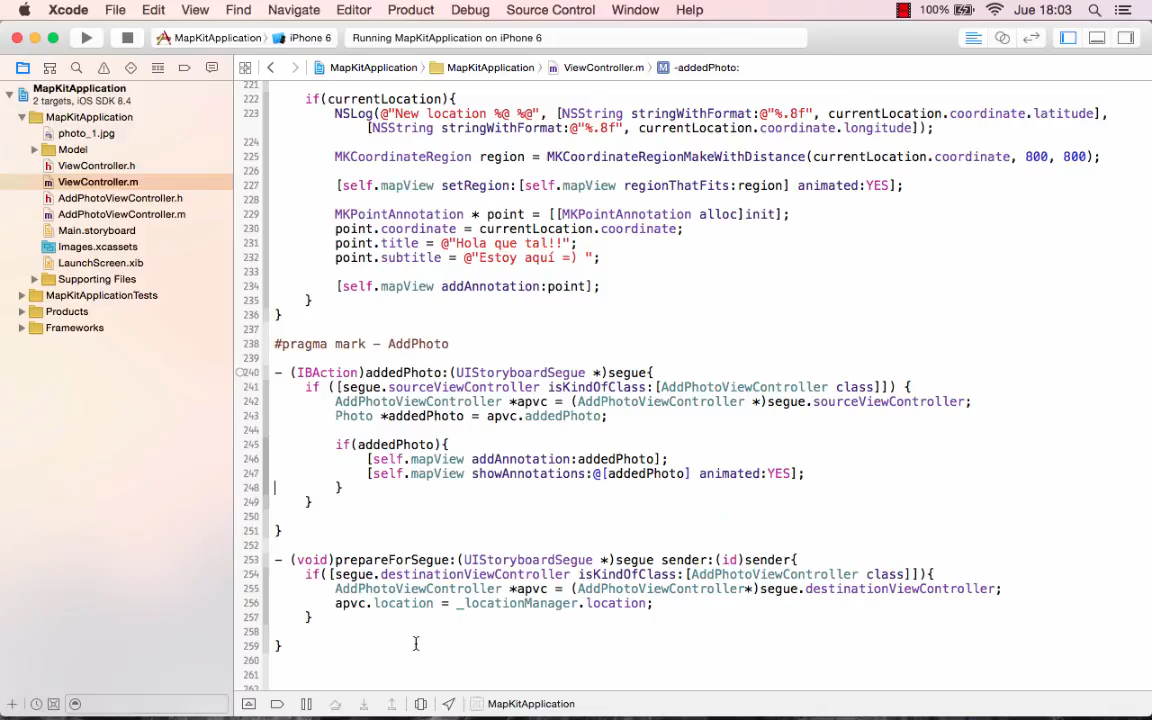 Xcode File Edit View Find Navigate Editor Product Debug Source Control Window Help 100% Jue 18:03
MapKitApplication iPhone 6 Running MapKitApplication on iPhone 6
MapKitApplication MapKitApplication ViewController.m M -addedPhoto:
MapKitApplication
2 targets, iOS SDK 8.4
MapKitApplication
photo_1.jpg
Model
h ViewController.h
m ViewController.m
h AddPhotoViewController.h
m AddPhotoViewController.m
Main.storyboard
Images.xcassets
LaunchScreen.xib
Supporting Files
MapKitApplicationTests
Products
Frameworks
221
222 if(currentLocation){
223 NSLog(@"New location %@ %@", [NSString stringWithFormat:@"%.8f", currentLocation.coordinate.latitude],
[NSString stringWithFormat:@"%.8f", currentLocation.coordinate.longitude]);
224
225 MKCoordinateRegion region = MKCoordinateRegionMakeWithDistance(currentLocation.coordinate, 800, 800);
226
227 [self.mapView setRegion:[self.mapView regionThatFits:region] animated:YES];
228
229 MKPointAnnotation * point = [[MKPointAnnotation alloc]init];
230 point.coordinate = currentLocation.coordinate;
231 point.title = @"Hola que tal!!";
232 point.subtitle = @"Estoy aquí =) ";
233
234 [self.mapView addAnnotation:point];
235 }
236 }
237
238 #pragma mark - AddPhoto
239
240 - (IBAction)addedPhoto:(UIStoryboardSegue *)segue{
241 if ([segue.sourceViewController isKindOfClass:[AddPhotoViewController class]]) {
242 AddPhotoViewController *apvc = (AddPhotoViewController *)segue.sourceViewController;
243 Photo *addedPhoto = apvc.addedPhoto;
244
245 if(addedPhoto){
246 [self.mapView addAnnotation:addedPhoto];
247 [self.mapView showAnnotations:@[addedPhoto] animated:YES];
248 }
249 }
250
251 }
252
253 - (void)prepareForSegue:(UIStoryboardSegue *)segue sender:(id)sender{
254 if([segue.destinationViewController isKindOfClass:[AddPhotoViewController class]]){
255 AddPhotoViewController *apvc = (AddPhotoViewController*)segue.destinationViewController;
256 apvc.location = _locationManager.location;
257 }
258
259 }
260
261
262
MapKitApplication